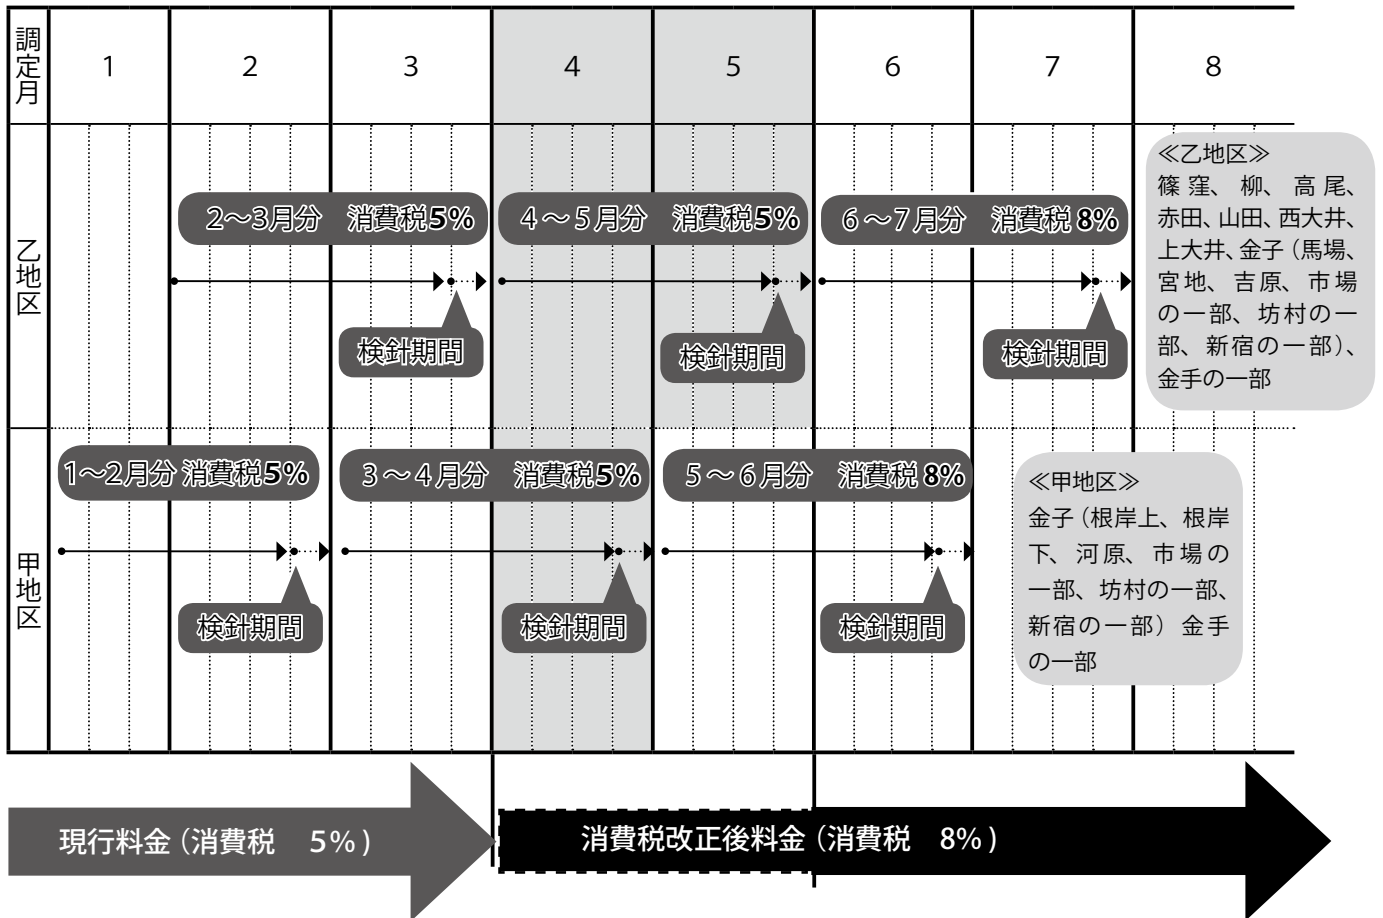 調定月
1
2
3
4
5
6
7
8
乙地区
2～3月分　消費税5%
4～5月分　消費税5%
6～7月分　消費税8%
検針期間
検針期間
検針期間
≪乙地区≫
篠窪、柳、高尾、
赤田、山田、西大井、
上大井、金子（馬場、
宮地、吉原、市場
の一部、坊村の一
部、新宿の一部）、
金手の一部
甲地区
1～2月分 消費税5%
3～4月分　消費税5%
5～6月分　消費税8%
検針期間
検針期間
検針期間
≪甲地区≫
金子（根岸上、根岸
下、河原、市場の
一部、坊村の一部、
新宿の一部）金手
の一部
現行料金（消費税　5%）
消費税改正後料金（消費税　8%）